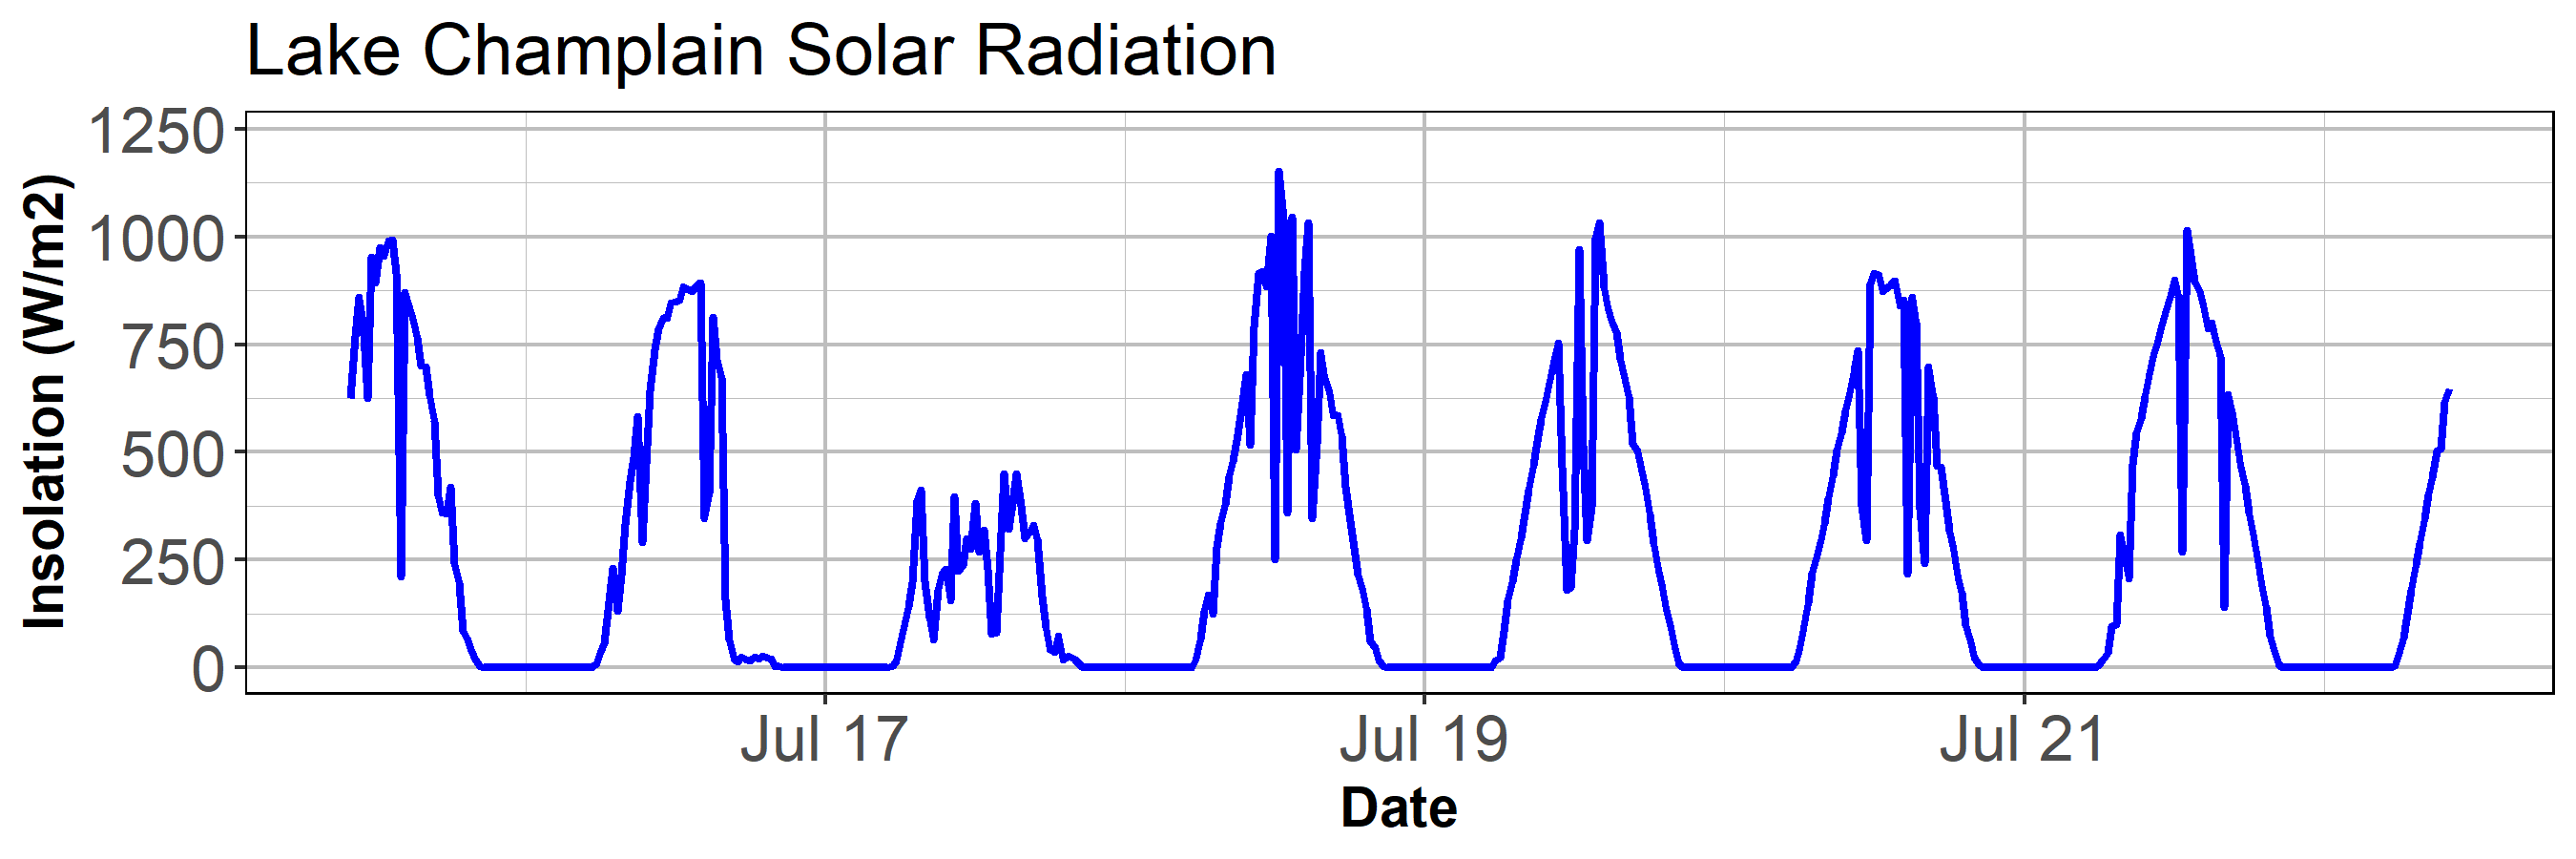 Lake Champlain Solar Radiation
1250
1000
750
500
250
0
Insolation (W/m2)
Jul 17 Jul 19 Jul 21
Date